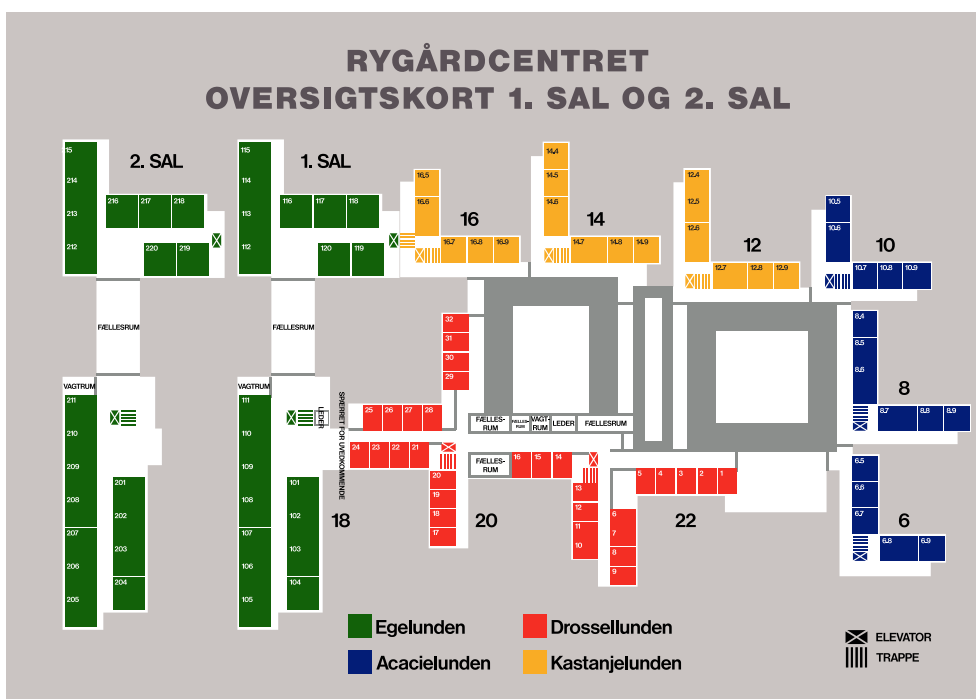 RYGÅRDCENTRET
OVERSIGTSKORT 1. SAL OG 2. SAL
2. SAL
15
214
213
212
216 217 218
220 219
FÆLLESRUM
VAGTRUM
211
210
209
208
207
206
205
201
202
203
204
1. SAL
115
114
113
112
116 117 118
120 119
FÆLLESRUM
VAGTRUM
111
110
109
108
107
106
105
101
102
103
104
LEDER
SPÆRRET FOR UVEDKOMMENDE
18
16,5
16.6
16
16.7 16.8 16.9
14.4
14.5
14.6
14
14.7 14.8 14.9
12.4
12,5
12.6
12
12.7 12.8 12.9
10,5
10.6
10
10.7 10.8 10.9
8,4
8.5
8.6
8
8.7 8.8 8.9
6.5
6,6
6.7
6
6.8 6.9
32
31
30
29
25 26 27 28
24 23 22 21
20
19
18
17
20
FÆLLES-
RUM
FÆLLES-
RUM
VAGT-
RUM
LEDER
FÆLLESRUM
FÆLLES-
RUM
16 15 14
13
12
11
10
5 4 3 2 1
6
7
8
9
22
Egelunden
Drossellunden
Acacielunden
Kastanjelunden
ELEVATOR
TRAPPE